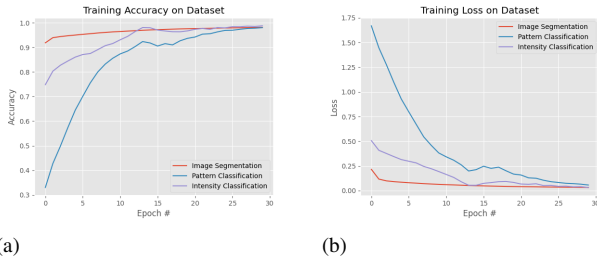 Training Accuracy on Dataset
1.0
0.9
0.8
0.7
0.6
0.5
0.4
0.3
Accuracy
Image Segmentation
Pattern Classification
Intensity Classification
0 5 10 15 20 25 30
Epoch #
(a)
Training Loss on Dataset
1.75
1.50
1.25
1.00
0.75
0.50
0.25
0.00
Loss
Image Segmentation
Pattern Classification
Intensity Classification
0 5 10 15 20 25 30
Epoch #
(b)